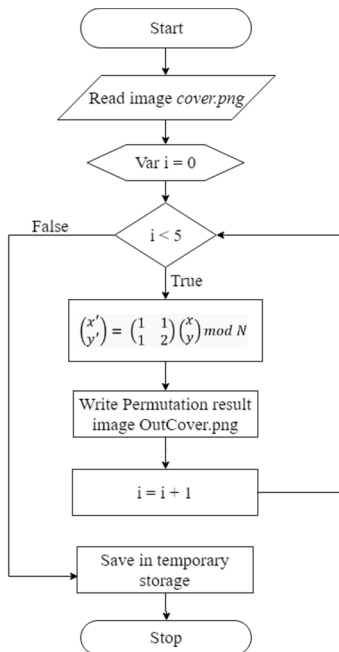 Start
Read image cover.png
Var i = 0
False
i < 5
True
(x' y') = (1 1 1 2)(x y) mod N
Write Permutation result
image OutCover.png
i = i + 1
Save in temporary
storage
Stop